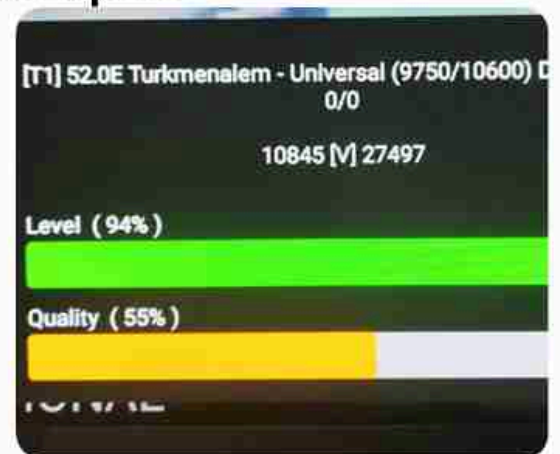 [T1] 52.0E Turkmenalem - Universal (9750/10600) D
0/0
10845 [V] 27497
Level ( 94% )
Quality ( 55% )